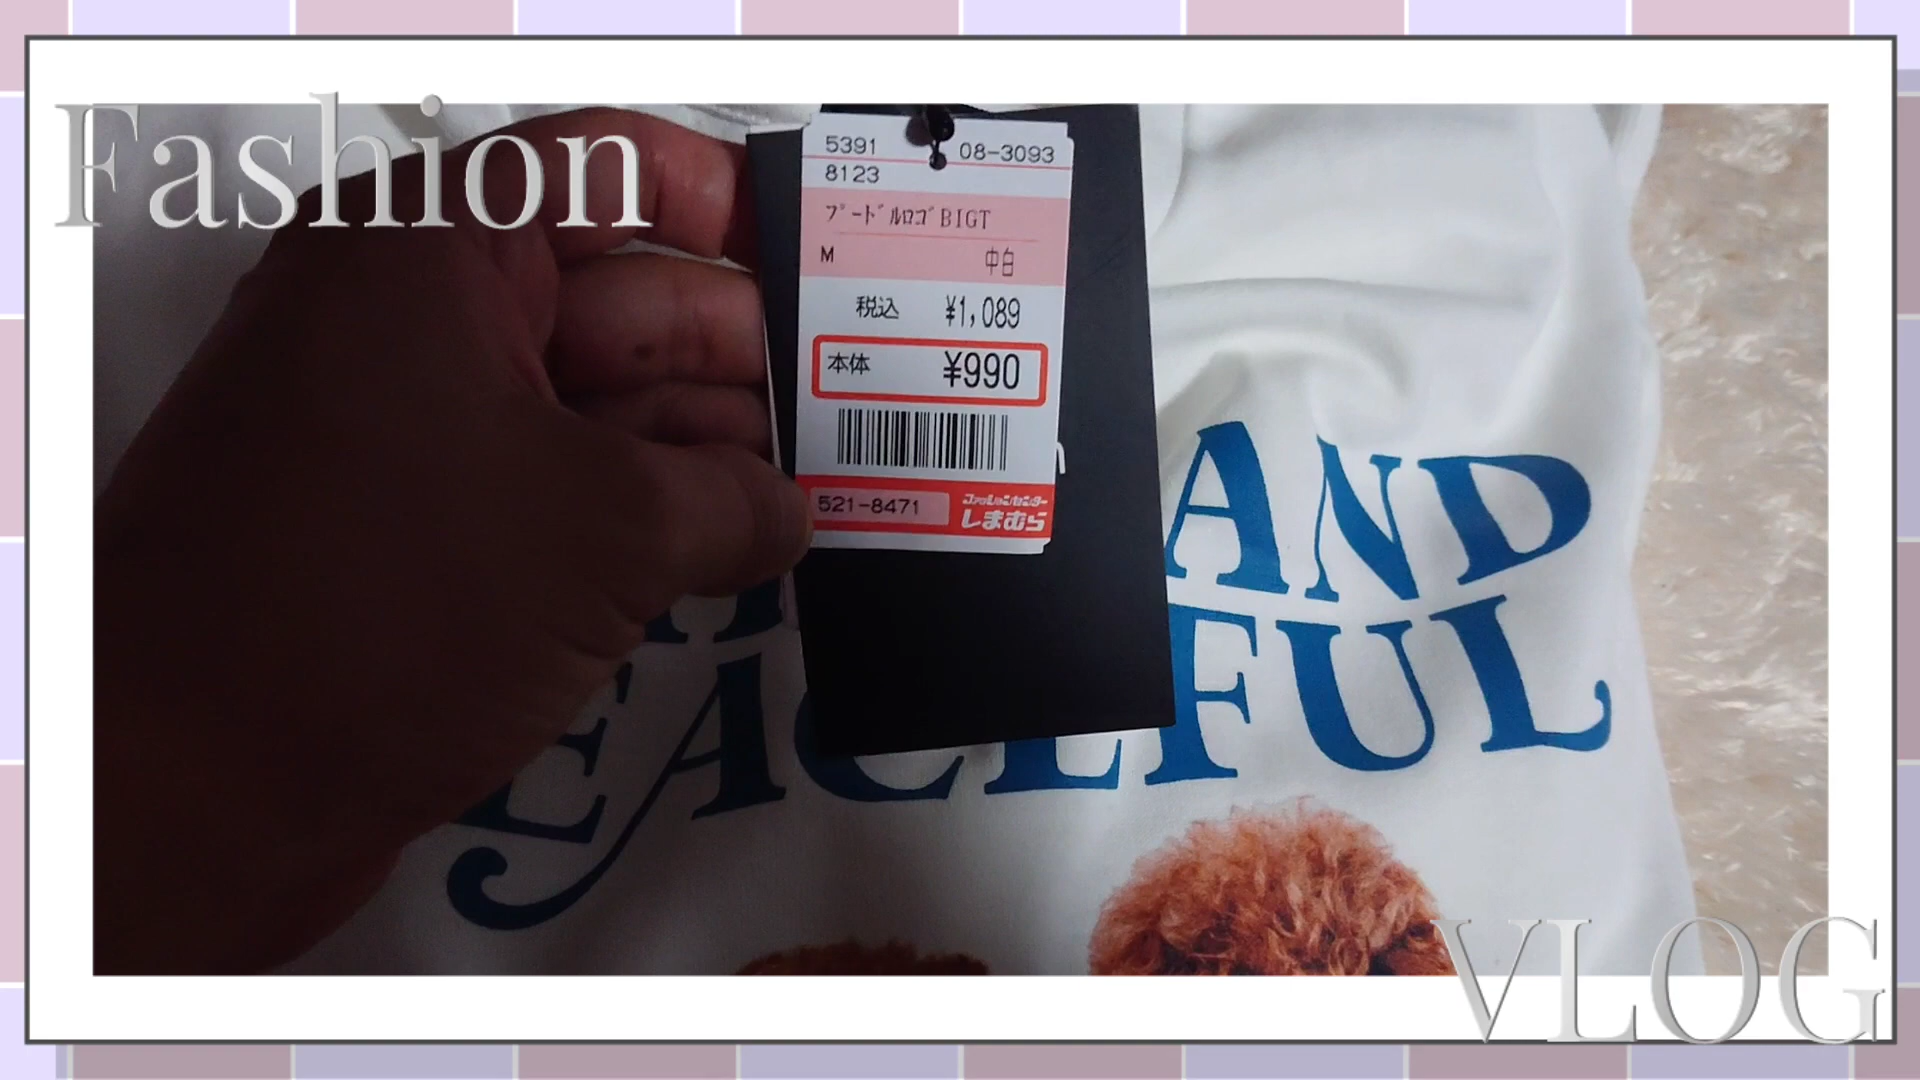 Fashion
5391 08-3093
8123
ﾌﾟｰﾄﾞﾙﾛｺﾞBIGT
M 中白
税込 ¥1,089
本体 ¥990
521-8471
ファッションセンター
しまむら
AND
EACEFUL
VLOG